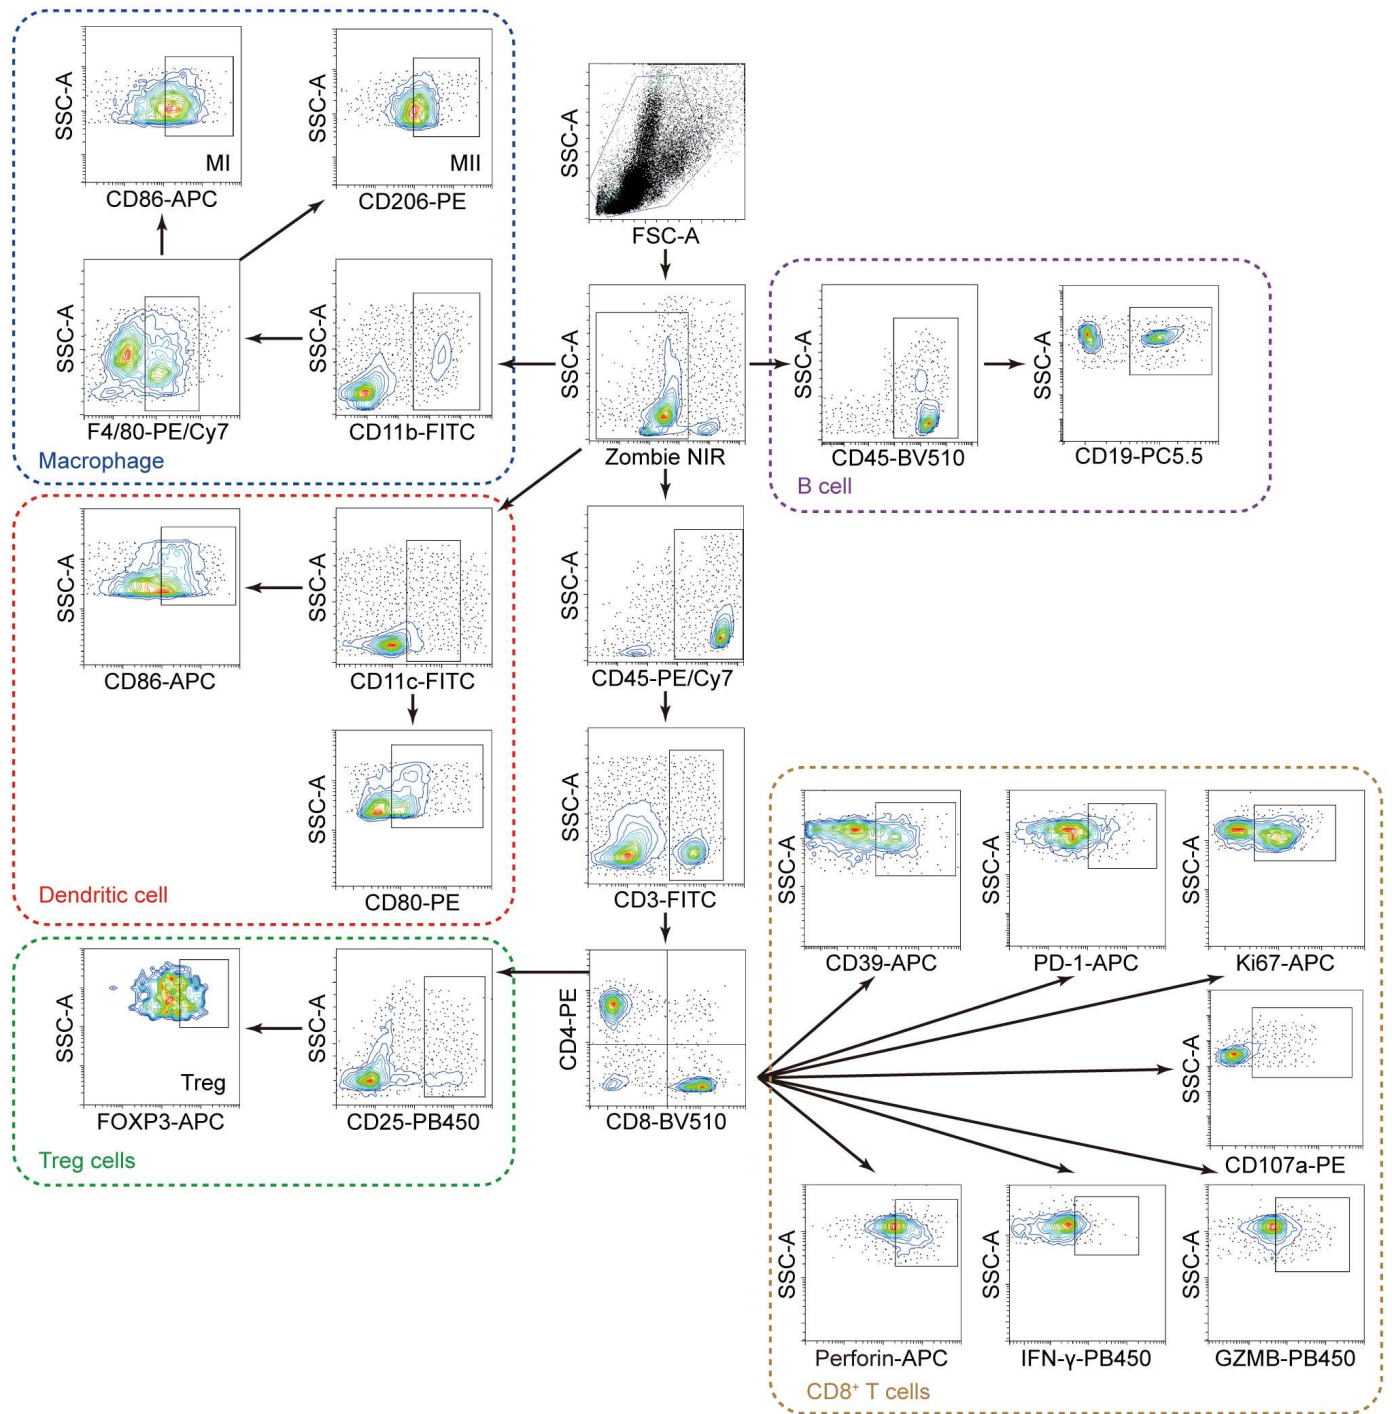 SSC-A
MI
CD86-APC
SSC-A
MII
CD206-PE
SSC-A
F4/80-PE/Cy7
SSC-A
CD11b-FITC
Macrophage
SSC-A
FSC-A
SSC-A
Zombie NIR
SSC-A
CD45-BV510
SSC-A
CD19-PC5.5
B cell
SSC-A
CD86-APC
SSC-A
CD11c-FITC
SSC-A
CD80-PE
Dendritic cell
SSC-A
CD45-PE/Cy7
SSC-A
CD3-FITC
SSC-A
Treg
FOXP3-APC
SSC-A
CD25-PB450
Treg cells
CD4-PE
CD8-BV510
SSC-A
CD39-APC
SSC-A
PD-1-APC
SSC-A
Ki67-APC
SSC-A
CD107a-PE
SSC-A
Perforin-APC
SSC-A
IFN-γ-PB450
SSC-A
GZMB-PB450
CD8⁺ T cells